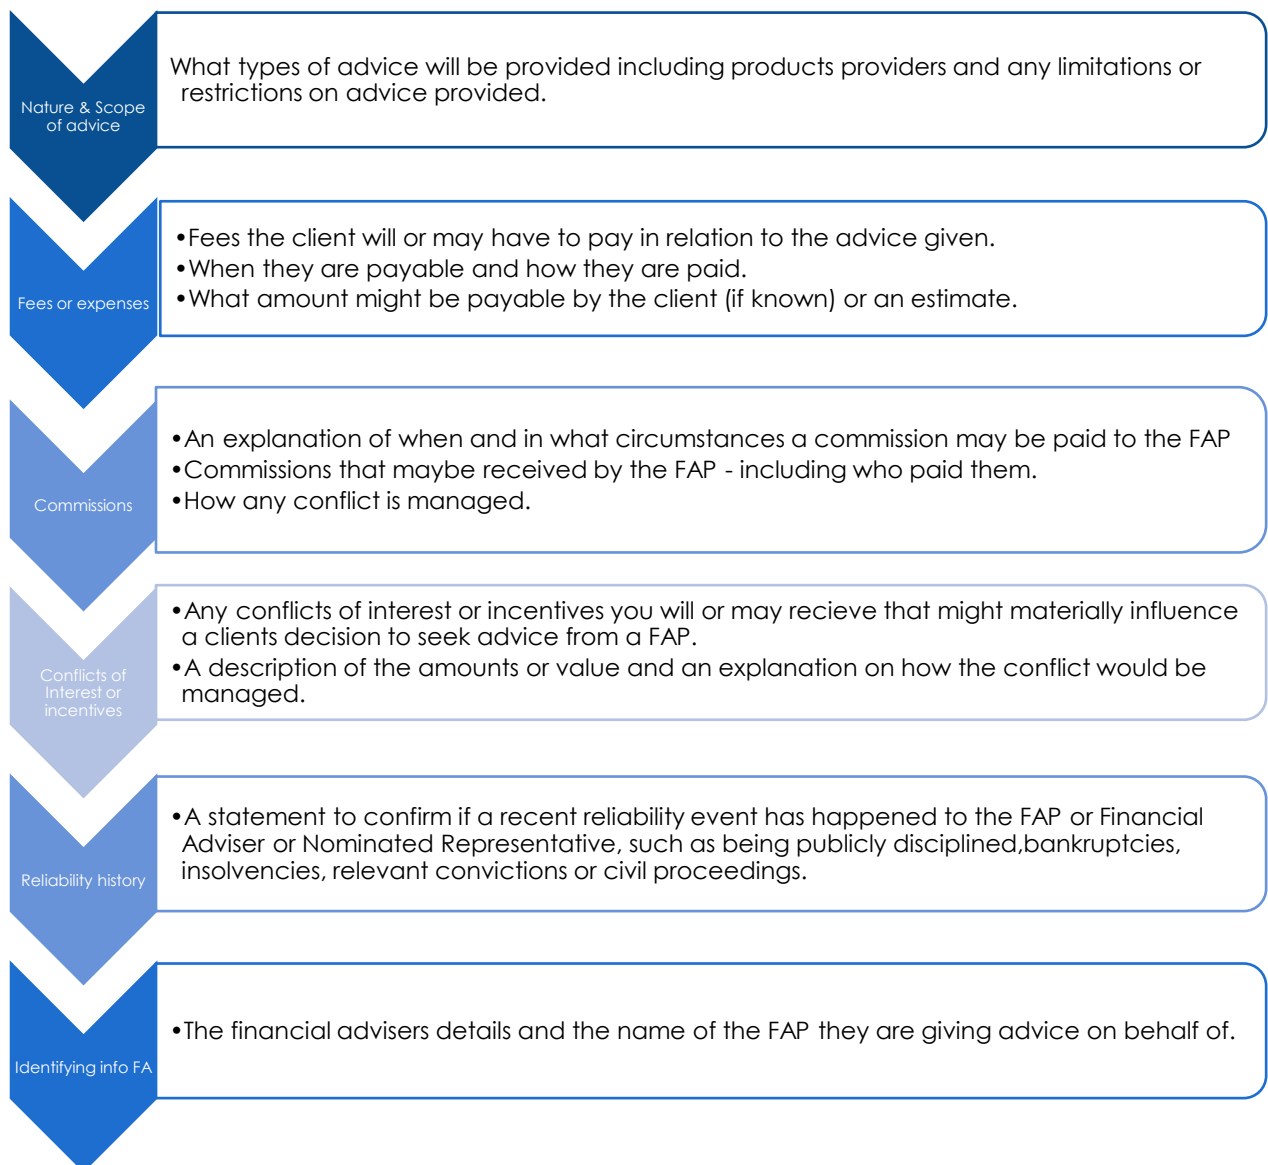 Nature & Scope
of advice
What types of advice will be provided including products providers and any limitations or
restrictions on advice provided.
Fees or expenses
•Fees the client will or may have to pay in relation to the advice given.
•When they are payable and how they are paid.
•What amount might be payable by the client (if known) or an estimate.
Commissions
•An explanation of when and in what circumstances a commission may be paid to the FAP
•Commissions that maybe received by the FAP - including who paid them.
•How any conflict is managed.
Conflicts of
Interest or
incentives
•Any conflicts of interest or incentives you will or may recieve that might materially influence
a clients decision to seek advice from a FAP.
•A description of the amounts or value and an explanation on how the conflict would be
managed.
Reliability history
•A statement to confirm if a recent reliability event has happened to the FAP or Financial
Adviser or Nominated Representative, such as being publicly disciplined,bankruptcies,
insolvencies, relevant convictions or civil proceedings.
Identifying info FA
•The financial advisers details and the name of the FAP they are giving advice on behalf of.